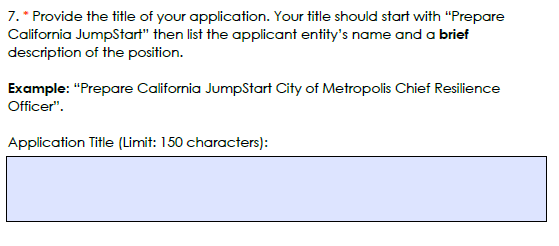 7. * Provide the title of your application. Your title should start with “Prepare
California JumpStart” then list the applicant entity’s name and a brief
description of the position.
Example: “Prepare California JumpStart City of Metropolis Chief Resilience
Officer”.
Application Title (Limit: 150 characters):